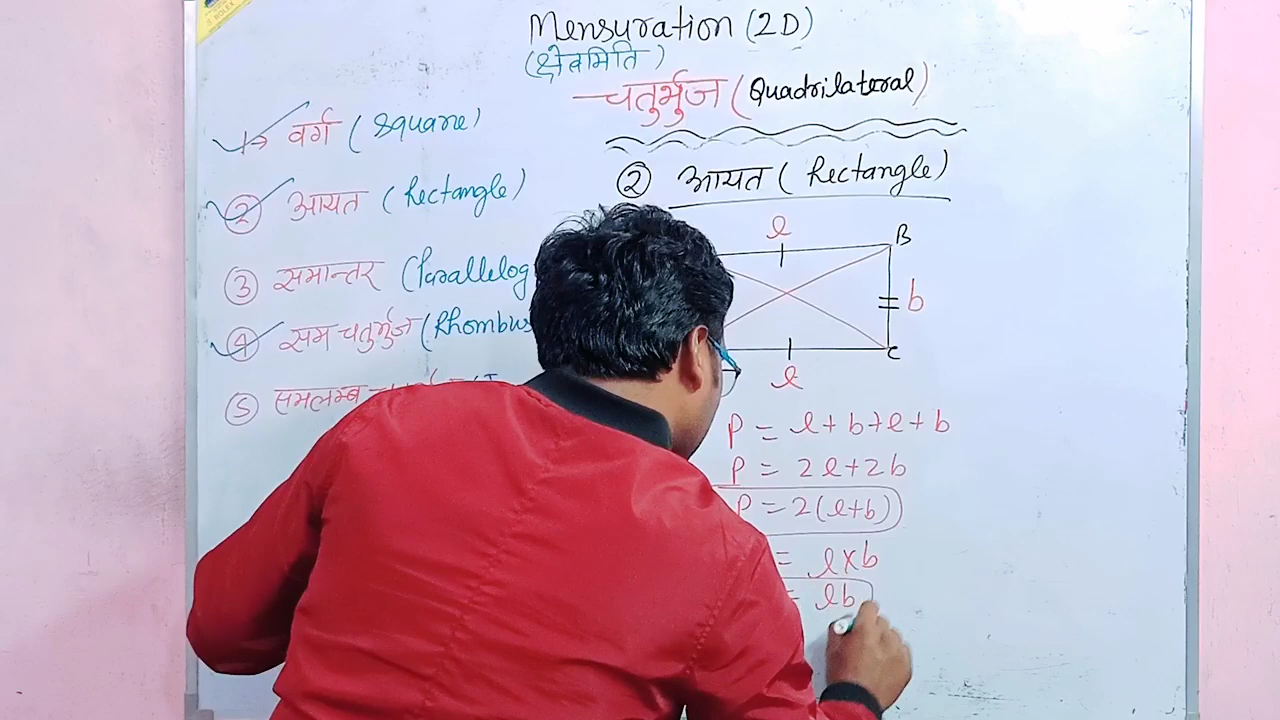 ROLEX
Mensuration (2D)
(क्षेत्रमिति)
चतुर्भुज (Quadrilateral)
1→ वर्ग (Square)
② आयत (Rectangle)
③ समान्तर (Parallelog
④ सम चतुर्भुज (Rhombus
⑤ समलम्ब
② आयत (Rectangle)
l
B
b
C
l
P = l + b + l + b
P = 2l + 2b
P = 2(l+b)
= l×b
= lb